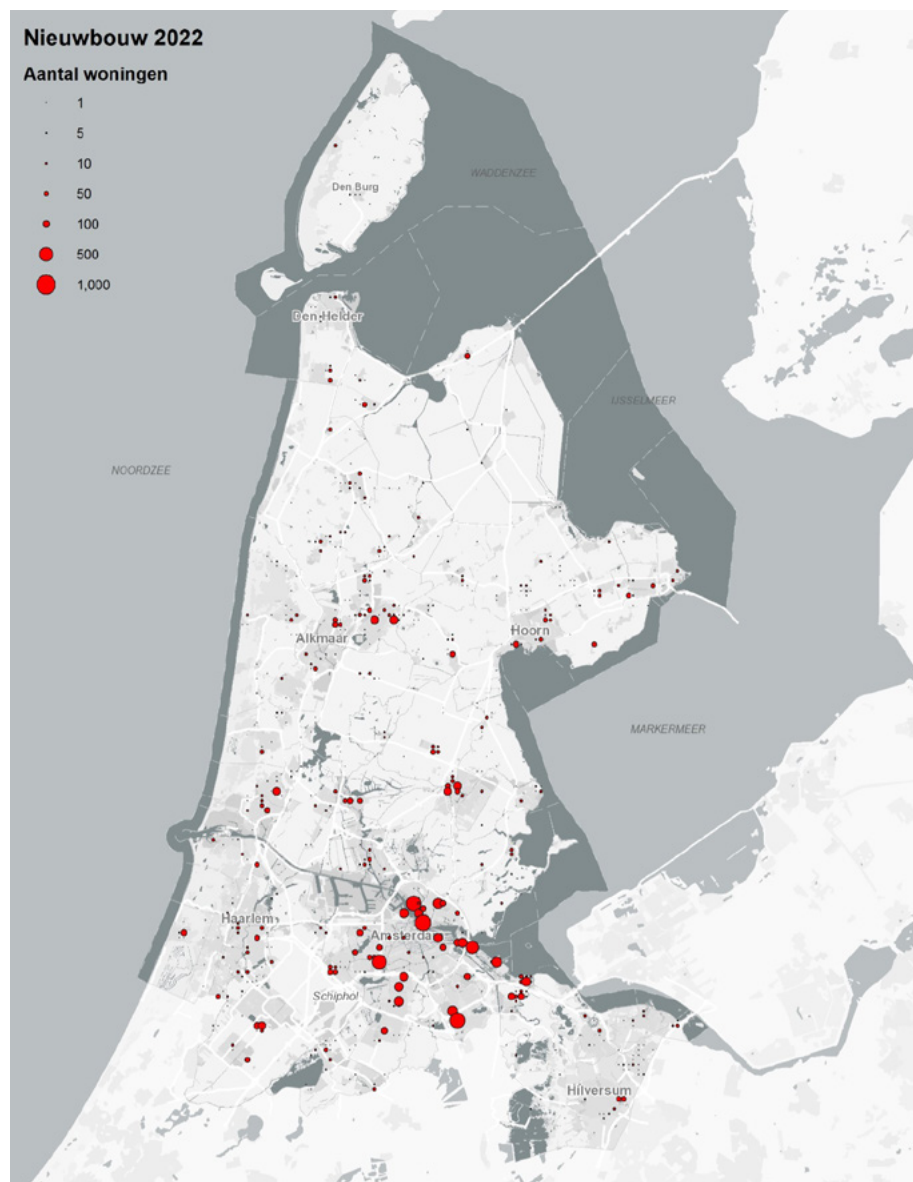 Nieuwbouw 2022
Aantal woningen
1
5
10
50
100
500
1,000
WADDENZEE
Den Burg
Den Helder
IJSSELMEER
NOORDZEE
Alkmaar
Hoorn
MARKERMEER
Haarlem
Amsterdam
Schiphol
Hilversum